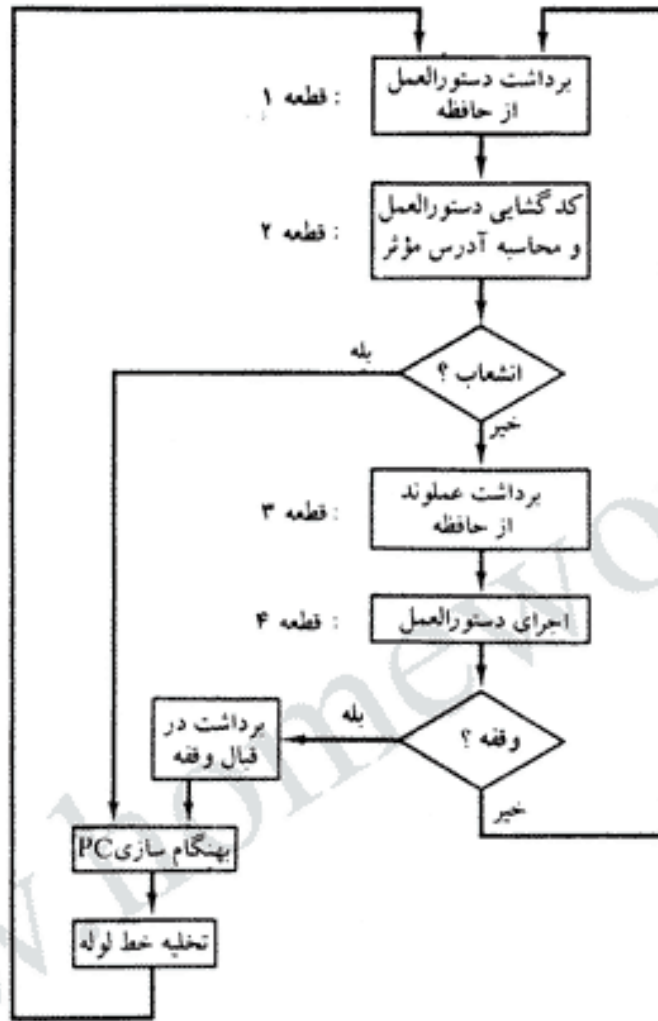 برداشت دستورالعمل
از حافظه
قطعه ۱ :
کدگشایی دستورالعمل
و محاسبه آدرس مؤثر
قطعه ۲ :
انشعاب ؟
بله
خیر
برداشت عملوند
از حافظه
قطعه ۳ :
اجرای دستورالعمل
قطعه ۴ :
وقفه ؟
بله
خیر
برداشت در
قبال وقفه
بهنگام سازی PC
تخلیه خط لوله
w homewo